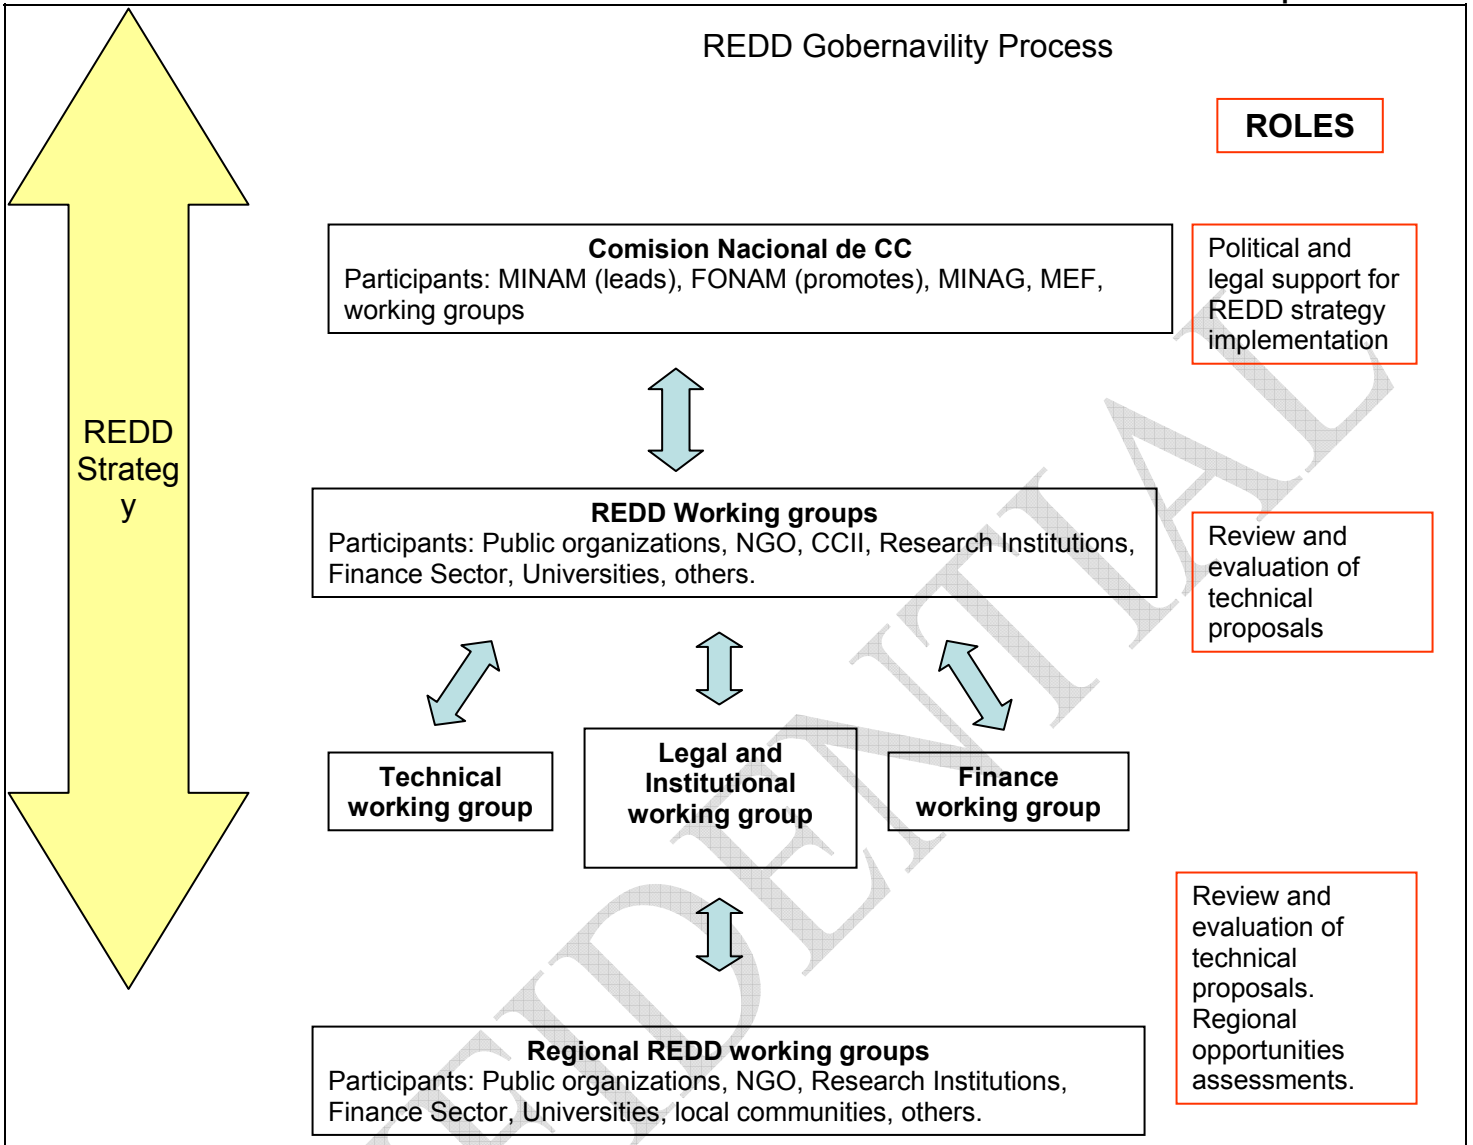 REDD Gobernavility Process
ROLES
Comision Nacional de CC
Participants: MINAM (leads), FONAM (promotes), MINAG, MEF,
working groups
Political and
legal support for
REDD strategy
implementation
REDD
Strateg
y
REDD Working groups
Participants: Public organizations, NGO, CCII, Research Institutions,
Finance Sector, Universities, others.
Review and
evaluation of
technical
proposals
Technical
working group
Legal and
Institutional
working group
Finance
working group
Review and
evaluation of
technical
proposals.
Regional
opportunities
assessments.
Regional REDD working groups
Participants: Public organizations, NGO, Research Institutions,
Finance Sector, Universities, local communities, others.